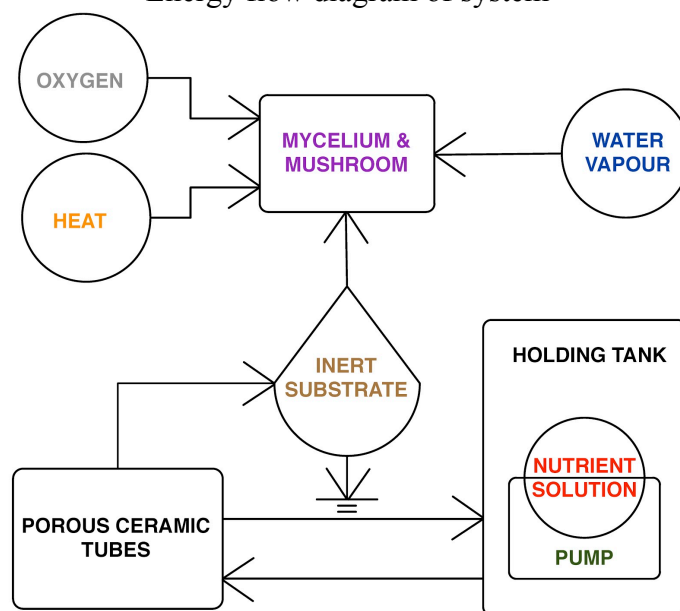 Energy flow diagram of system
OXYGEN
MYCELIUM &
MUSHROOM
WATER
VAPOUR
HEAT
INERT
SUBSTRATE
HOLDING TANK
NUTRIENT
SOLUTION
PUMP
POROUS CERAMIC
TUBES